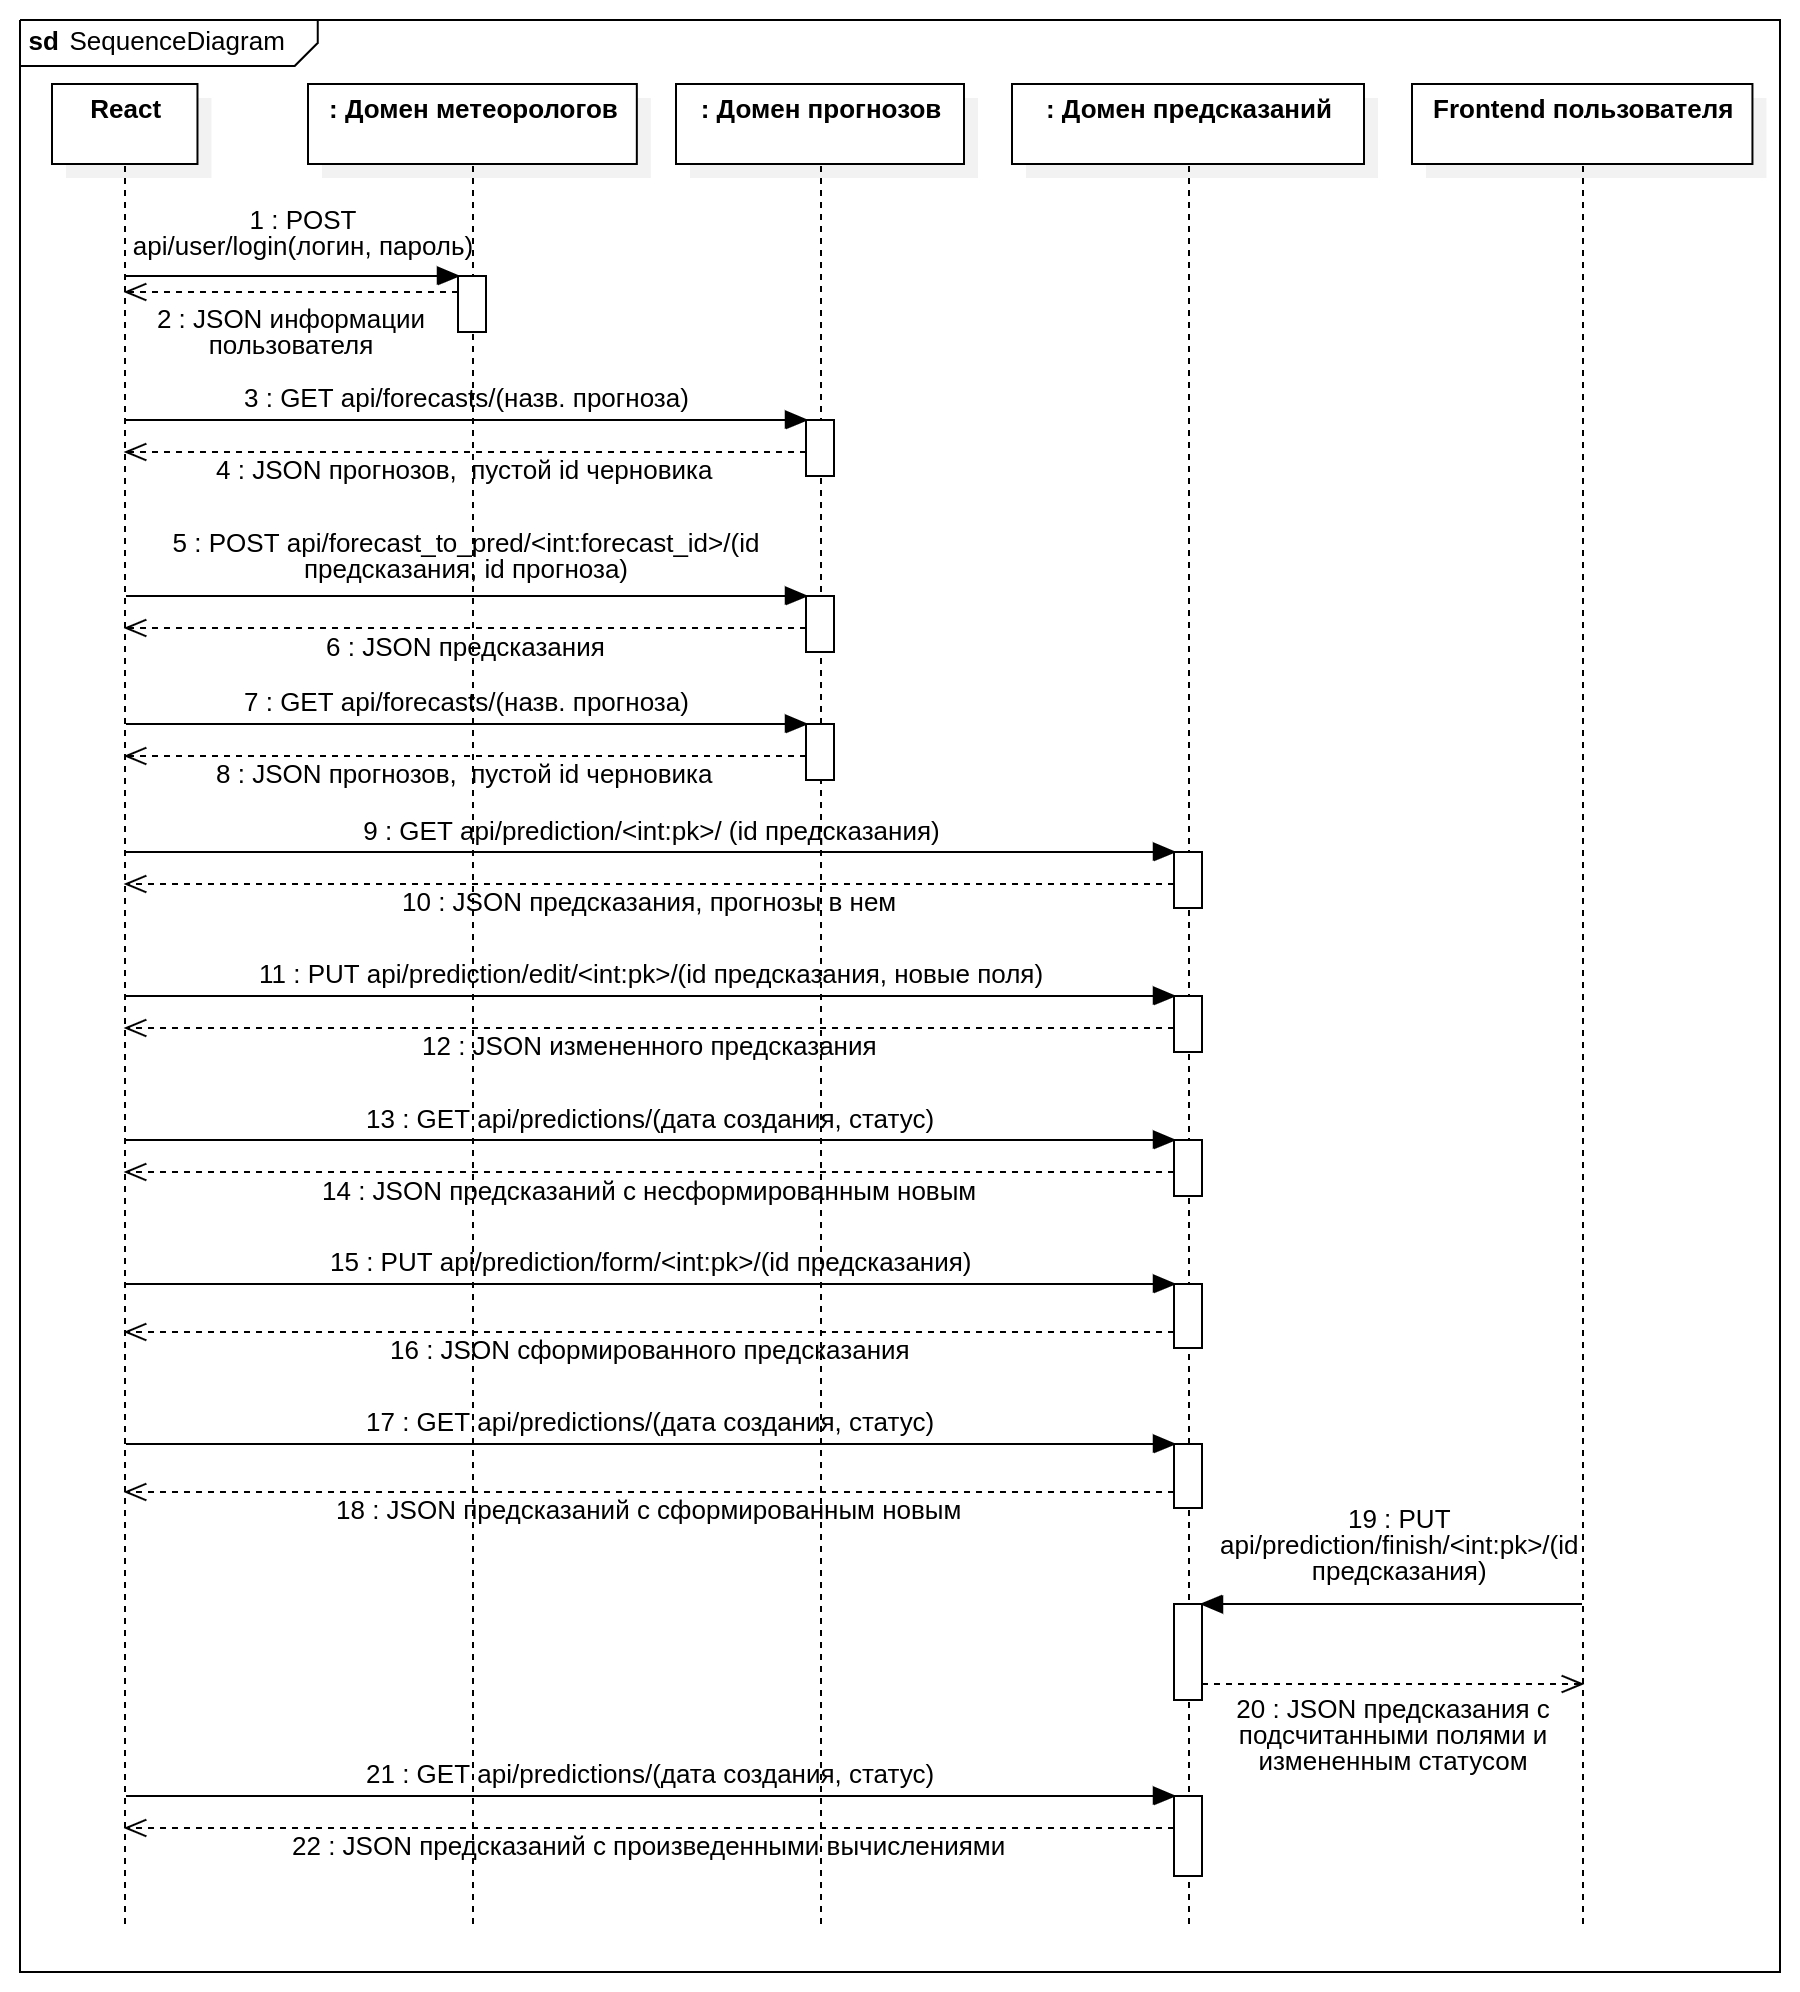 sd SequenceDiagram
React
: Домен метеорологов
: Домен прогнозов
: Домен предсказаний
Frontend пользователя
1 : POST
api/user/login(логин, пароль)
2 : JSON информации
пользователя
3 : GET api/forecasts/(назв. прогноза)
4 : JSON прогнозов,  пустой id черновика
5 : POST api/forecast_to_pred/<int:forecast_id>/(id
предсказания, id прогноза)
6 : JSON предсказания
7 : GET api/forecasts/(назв. прогноза)
8 : JSON прогнозов,  пустой id черновика
9 : GET api/prediction/<int:pk>/ (id предсказания)
10 : JSON предсказания, прогнозы в нем
11 : PUT api/prediction/edit/<int:pk>/(id предсказания, новые поля)
12 : JSON измененного предсказания
13 : GET api/predictions/(дата создания, статус)
14 : JSON предсказаний с несформированным новым
15 : PUT api/prediction/form/<int:pk>/(id предсказания)
16 : JSON сформированного предсказания
17 : GET api/predictions/(дата создания, статус)
18 : JSON предсказаний с сформированным новым
19 : PUT
api/prediction/finish/<int:pk>/(id
предсказания)
20 : JSON предсказания с
подсчитанными полями и
измененным статусом
21 : GET api/predictions/(дата создания, статус)
22 : JSON предсказаний с произведенными вычислениями